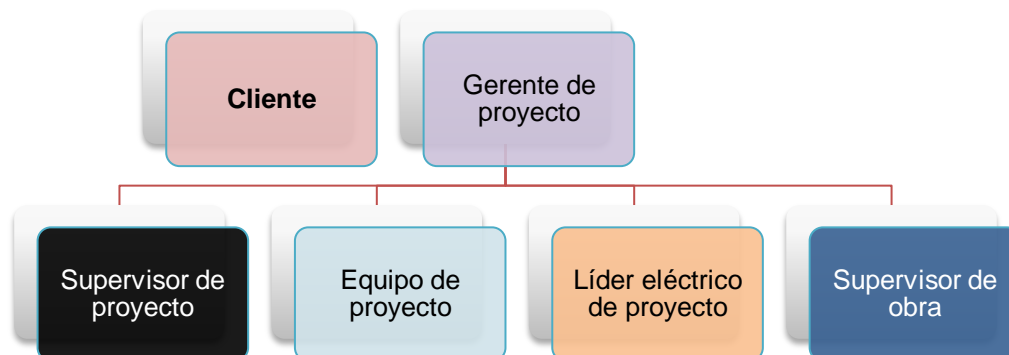 Cliente
Gerente de
proyecto
Supervisor de
proyecto
Equipo de
proyecto
Líder eléctrico
de proyecto
Supervisor de
obra